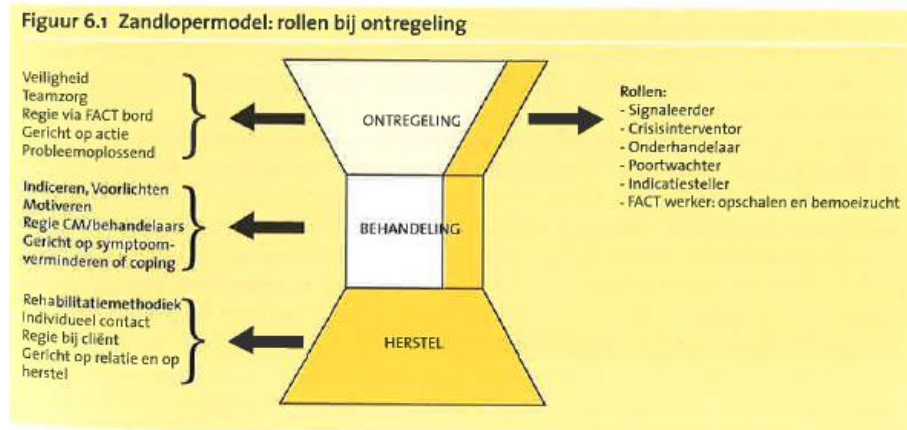 Figuur 6.1 Zandlopermodel: rollen bij ontregeling
Veiligheid
Teamzorg
Regie via FACT bord
Gericht op actie
Probleemoplossend
ONTREGELING
Rollen:
- Signaleerder
- Crisisinterventor
- Onderhandelaar
- Poortwachter
- Indicatiesteller
- FACT werker: opschalen en bemoeizucht
Indiceren, Voorlichten
Motiveren
Regie CM/behandelaars
Gericht op symptoom-
verminderen of coping
BEHANDELING
Rehabilitatiemethodiek
Individueel contact
Regie bij cliënt
Gericht op relatie en op
herstel
HERSTEL